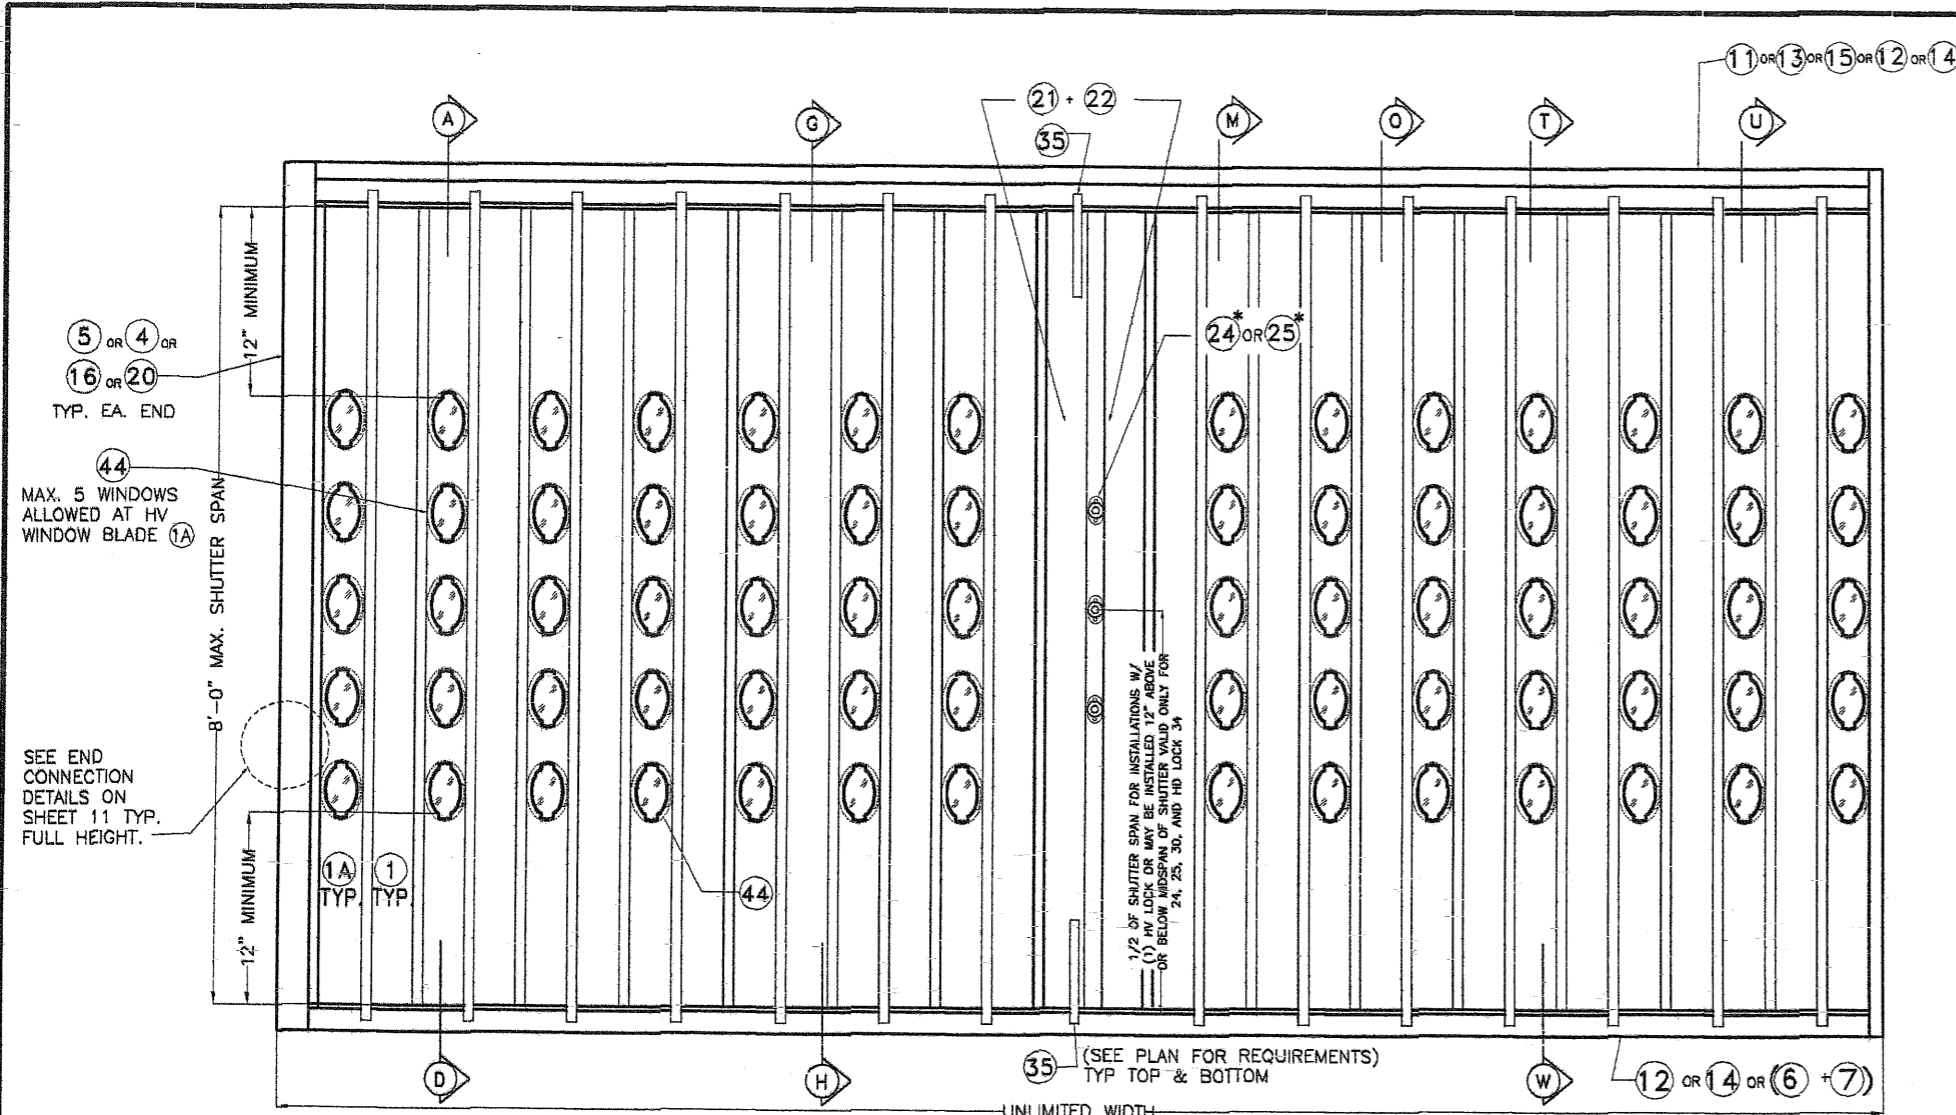 11 OR 13 OR 15 OR 12 OR 14
21 + 22
35
A
G
M
O
T
U
12" MINIMUM
24* OR 25*
5 OR 4 OR
16 OR 20
TYP. EA. END
44
MAX. 5 WINDOWS
ALLOWED AT HV
WINDOW BLADE 1A
8'-0" MAX. SHUTTER SPAN
SEE END
CONNECTION
DETAILS ON
SHEET 11 TYP.
FULL HEIGHT.
1/2 OF SHUTTER SPAN FOR INSTALLATIONS W/
(1) HV LOCK OR MAY BE INSTALLED 12" ABOVE
OR BELOW MIDSPAN OF SHUTTER VALID ONLY FOR
24, 25, 30, AND HD LOCK 34
1A
TYP.
1
TYP.
44
12" MINIMUM
D
H
35 (SEE PLAN FOR REQUIREMENTS)
TYP TOP & BOTTOM
W
12 OR 14 OR (6 + 7)
UNLIMITED WIDTH